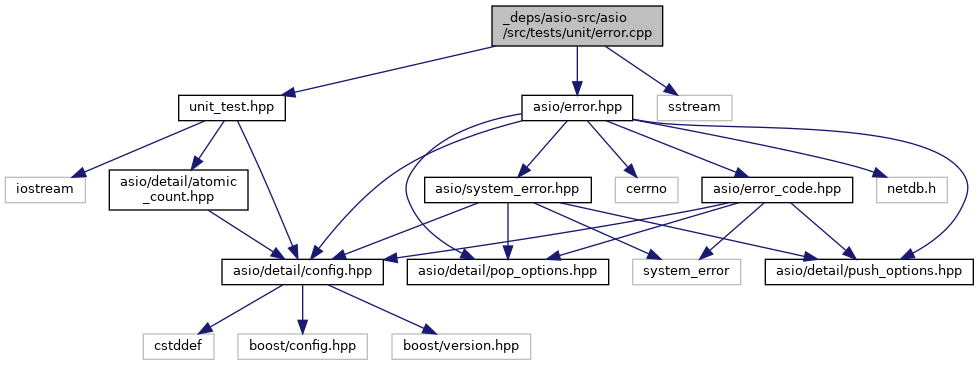 _deps/asio-src/asio
/src/tests/unit/error.cpp
unit_test.hpp
asio/error.hpp
sstream
iostream
asio/detail/atomic
_count.hpp
asio/system_error.hpp
cerrno
asio/error_code.hpp
netdb.h
asio/detail/config.hpp
asio/detail/pop_options.hpp
system_error
asio/detail/push_options.hpp
cstddef
boost/config.hpp
boost/version.hpp